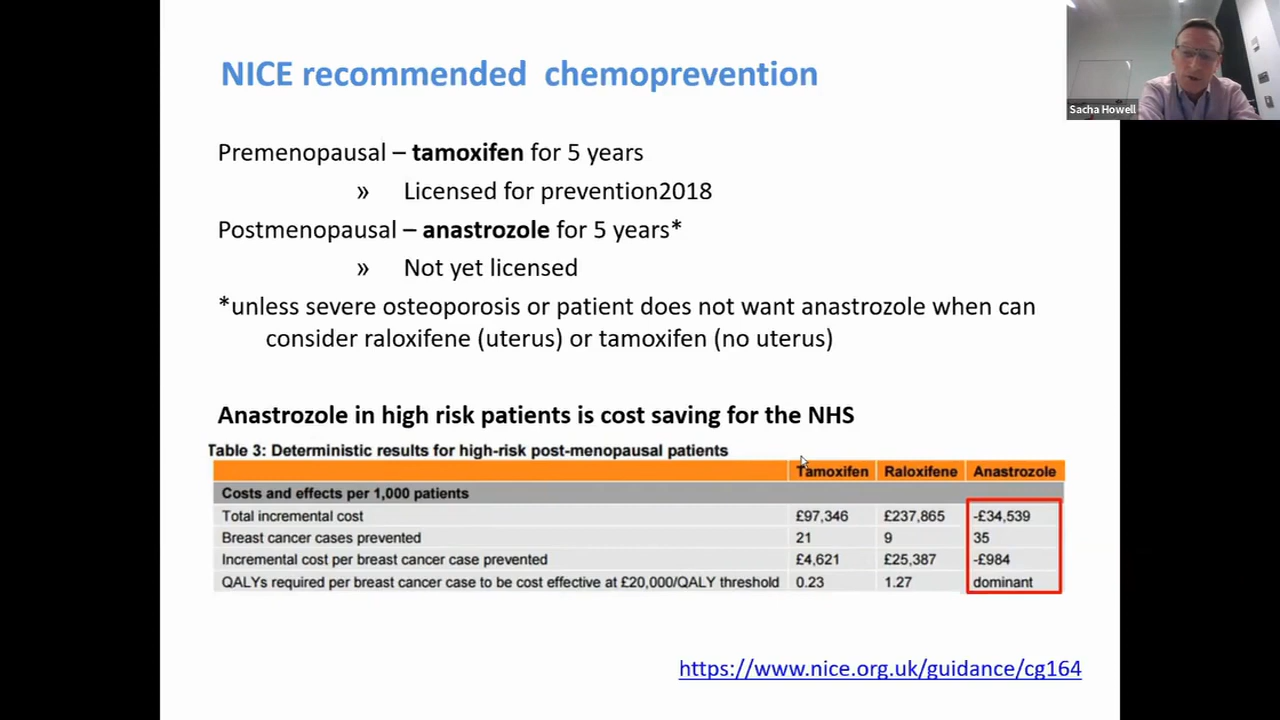 NICE recommended chemoprevention
Sacha Howell
Premenopausal – tamoxifen for 5 years
» Licensed for prevention2018
Postmenopausal – anastrozole for 5 years*
» Not yet licensed
*unless severe osteoporosis or patient does not want anastrozole when can
consider raloxifene (uterus) or tamoxifen (no uterus)
Anastrozole in high risk patients is cost saving for the NHS
Table 3: Deterministic results for high-risk post-menopausal patients
Tamoxifen Raloxifene Anastrozole
Costs and effects per 1,000 patients
Total incremental cost £97,346 £237,865 -£34,539
Breast cancer cases prevented 21 9 35
Incremental cost per breast cancer case prevented £4,621 £25,387 -£984
QALYs required per breast cancer case to be cost effective at £20,000/QALY threshold 0.23 1.27 dominant
https://www.nice.org.uk/guidance/cg164